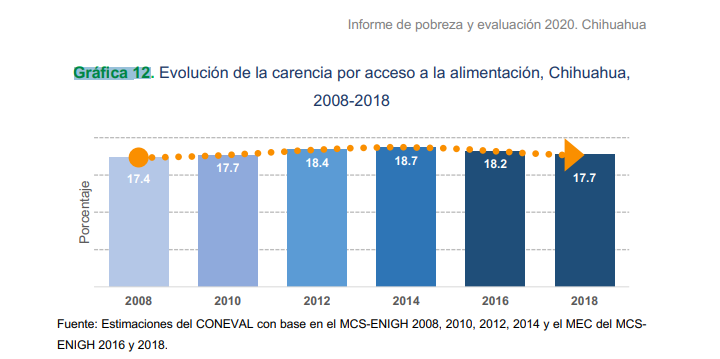 Informe de pobreza y evaluación 2020. Chihuahua
Gráfica 12. Evolución de la carencia por acceso a la alimentación, Chihuahua,
2008-2018
Porcentaje
17.4
17.7
18.4
18.7
18.2
17.7
2008
2010
2012
2014
2016
2018
Fuente: Estimaciones del CONEVAL con base en el MCS-ENIGH 2008, 2010, 2012, 2014 y el MEC del MCS-
ENIGH 2016 y 2018.